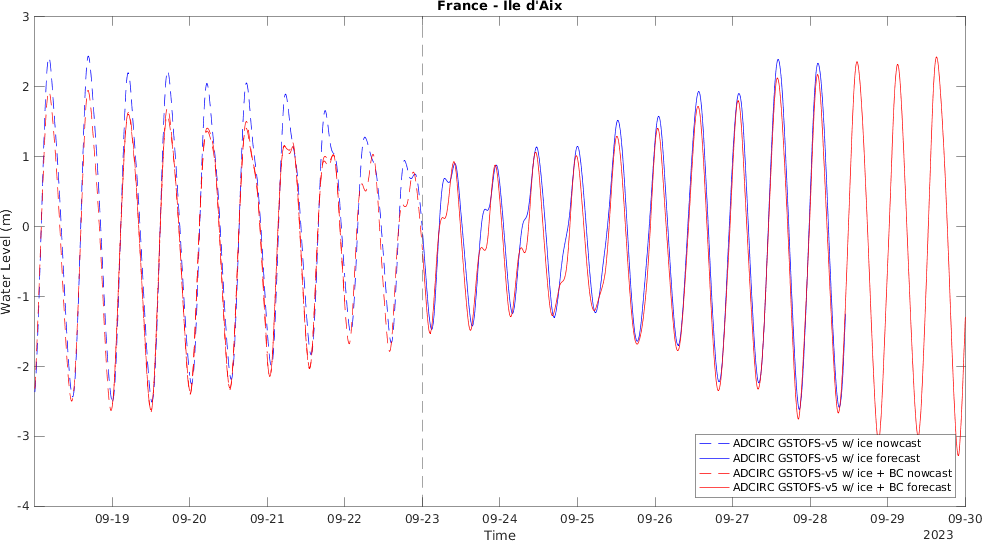 France - Ile d'Aix
Water Level (m)
3
2
1
0
-1
-2
-3
-4
09-19 09-20 09-21 09-22 09-23 09-24 09-25 09-26 09-27 09-28 09-29 09-30
Time
2023
ADCIRC GSTOFS-v5 w/ ice nowcast
ADCIRC GSTOFS-v5 w/ ice forecast
ADCIRC GSTOFS-v5 w/ ice + BC nowcast
ADCIRC GSTOFS-v5 w/ ice + BC forecast